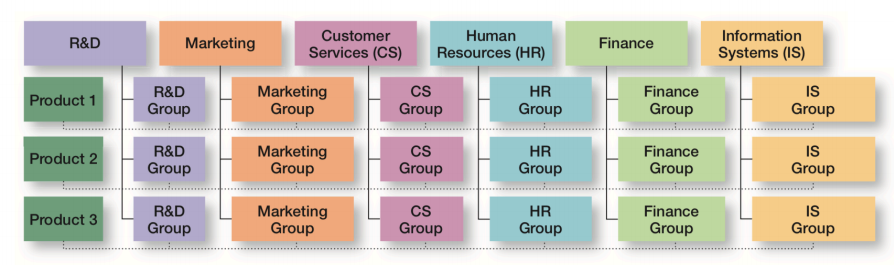 R&D
Marketing
Customer
Services (CS)
Human
Resources (HR)
Finance
Information
Systems (IS)
Product 1
R&D
Group
Marketing
Group
CS
Group
HR
Group
Finance
Group
IS
Group
Product 2
R&D
Group
Marketing
Group
CS
Group
HR
Group
Finance
Group
IS
Group
Product 3
R&D
Group
Marketing
Group
CS
Group
HR
Group
Finance
Group
IS
Group